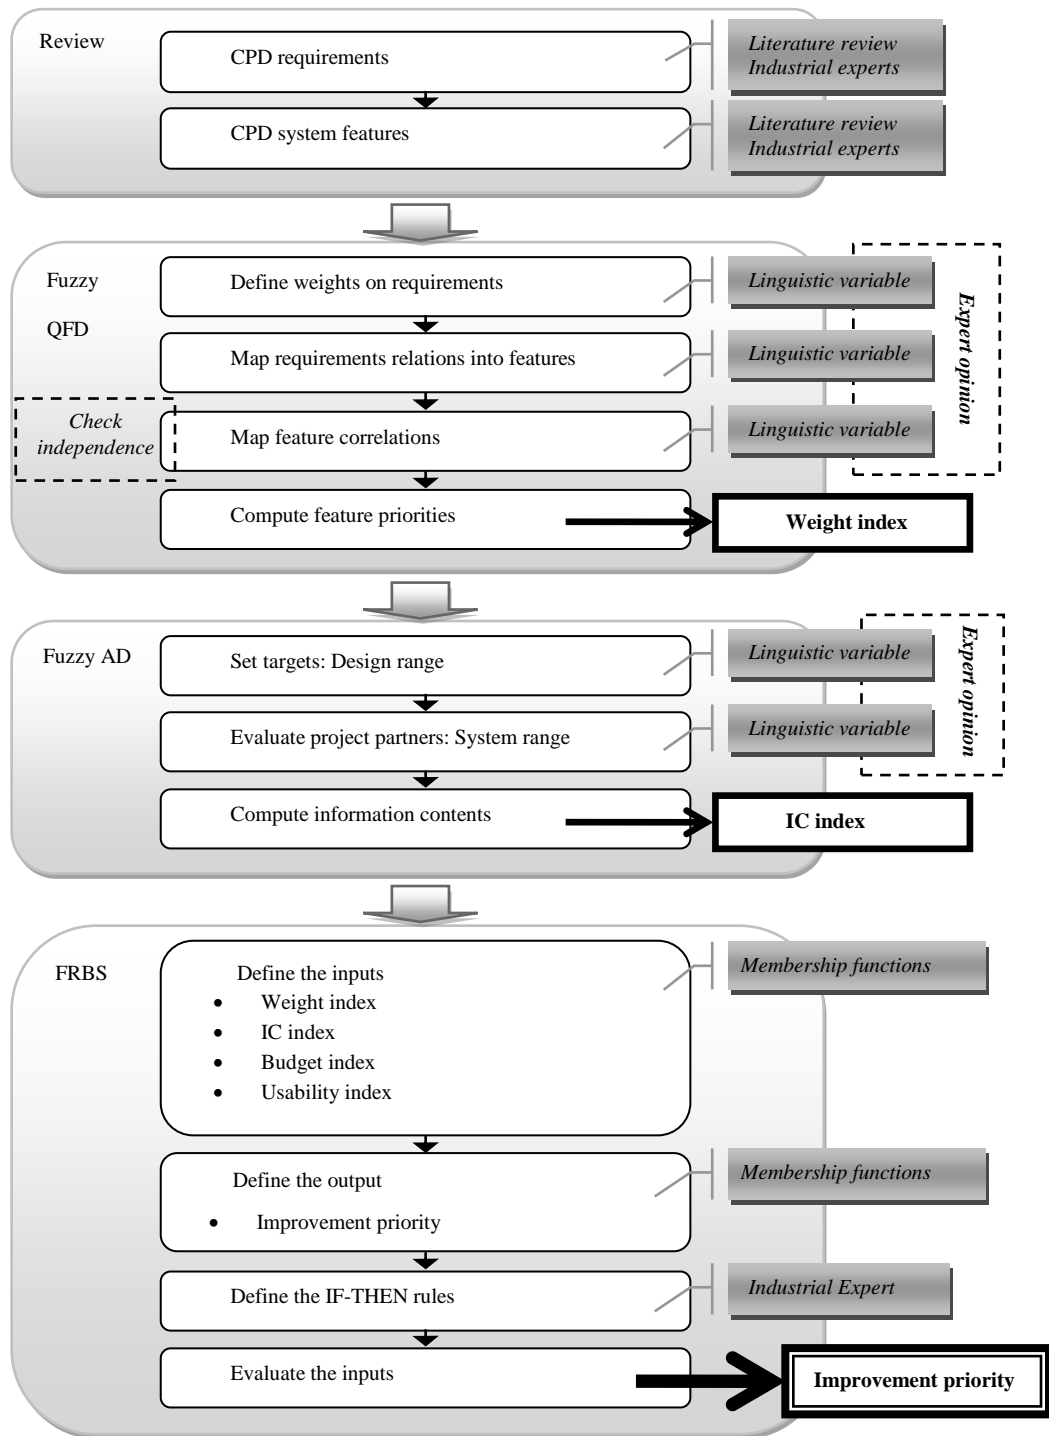 Review
CPD requirements
Literature review
Industrial experts
CPD system features
Literature review
Industrial experts
Fuzzy
QFD
Define weights on requirements
Linguistic variable
Expert opinion
Map requirements relations into features
Linguistic variable
Check
independence
Map feature correlations
Linguistic variable
Compute feature priorities
Weight index
Fuzzy AD
Set targets: Design range
Linguistic variable
Expert opinion
Evaluate project partners: System range
Linguistic variable
Compute information contents
IC index
FRBS
Define the inputs
• Weight index
• IC index
• Budget index
• Usability index
Membership functions
Define the output
• Improvement priority
Membership functions
Define the IF-THEN rules
Industrial Expert
Evaluate the inputs
Improvement priority